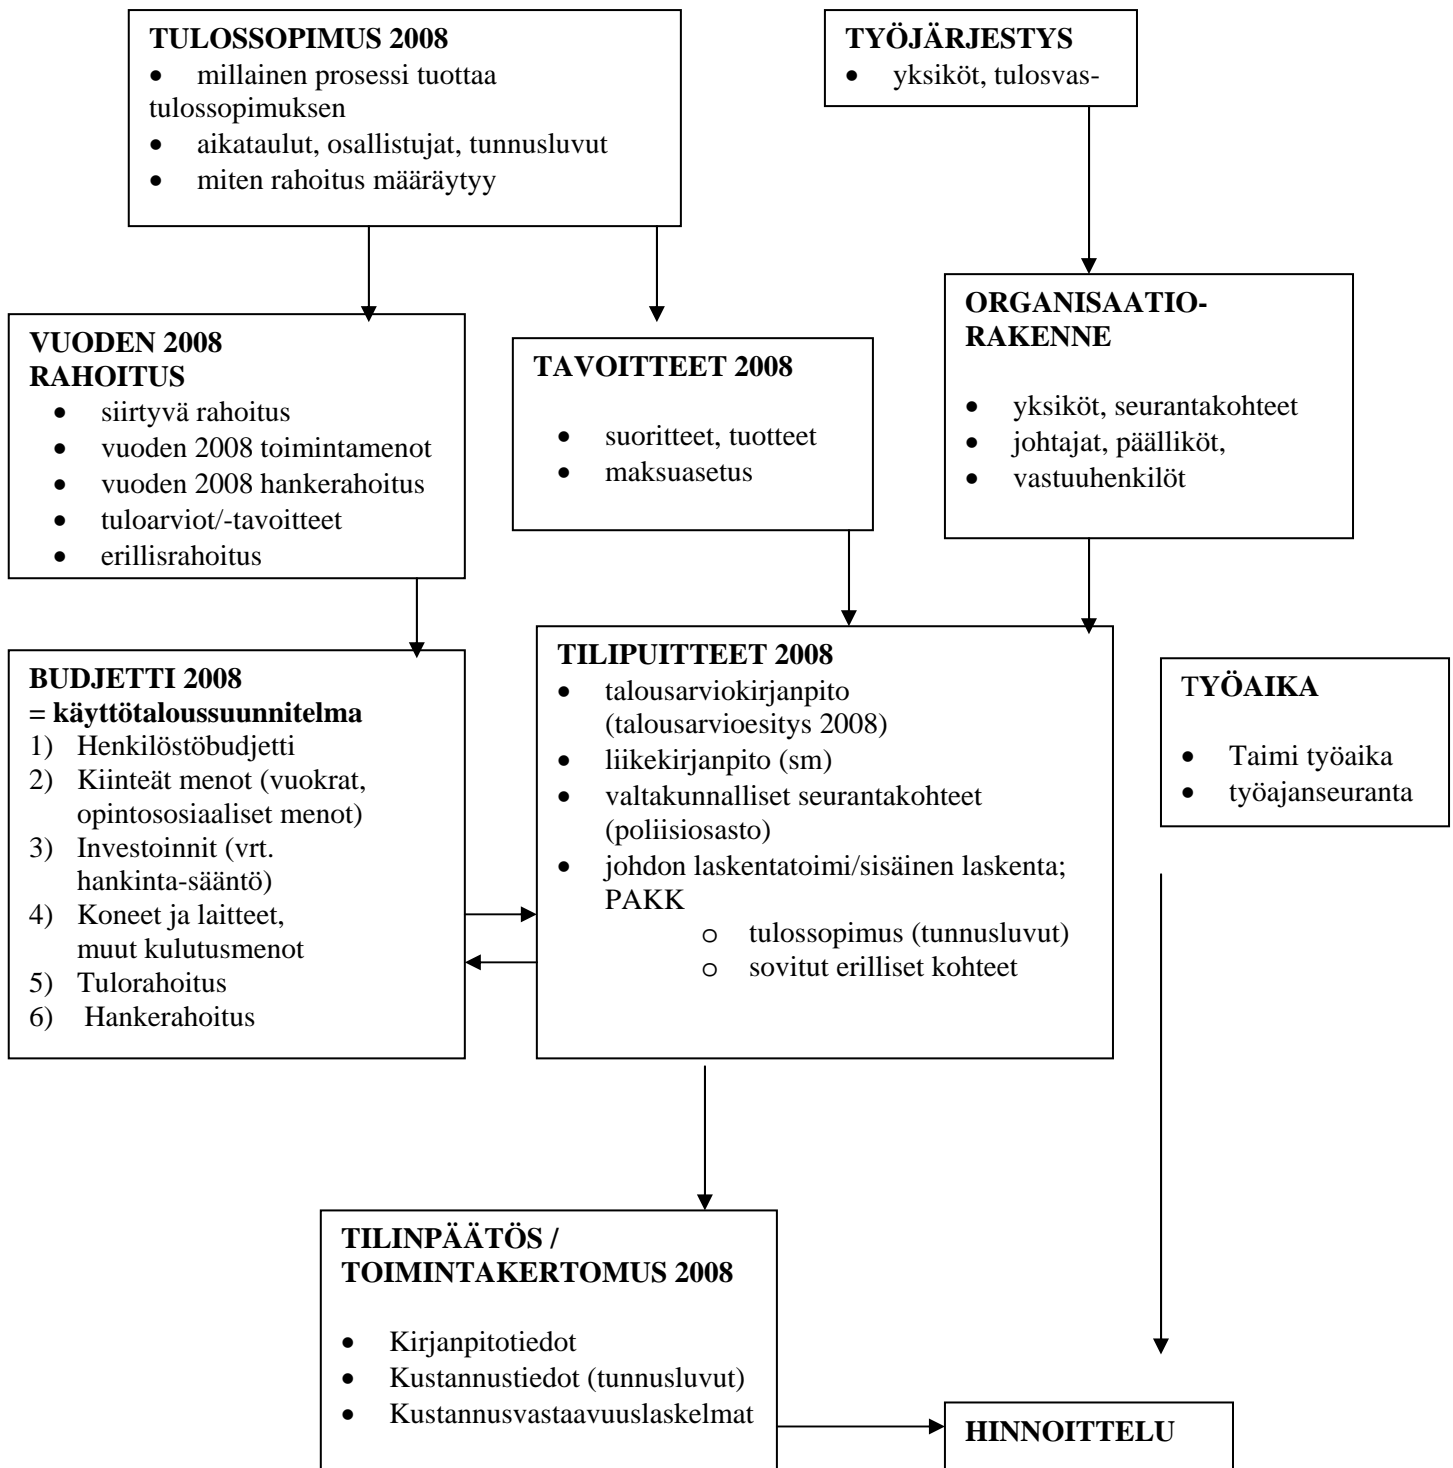 TULOSSOPIMUS 2008
• millainen prosessi tuottaa
tulossopimuksen
• aikataulut, osallistujat, tunnusluvut
• miten rahoitus määräytyy
TYÖJÄRJESTYS
• yksiköt, tulosvas-
VUODEN 2008
RAHOITUS
• siirtyvä rahoitus
• vuoden 2008 toimintamenot
• vuoden 2008 hankerahoitus
• tuloarviot/-tavoitteet
• erillisrahoitus
TAVOITTEET 2008
• suoritteet, tuotteet
• maksuasetus
ORGANISAATIO-
RAKENNE
• yksiköt, seurantakohteet
• johtajat, päälliköt,
• vastuuhenkilöt
BUDJETTI 2008
= käyttötaloussuunnitelma
1) Henkilöstöbudjetti
2) Kiinteät menot (vuokrat,
opintososiaaliset menot)
3) Investoinnit (vrt.
hankinta-sääntö)
4) Koneet ja laitteet,
muut kulutusmenot
5) Tulorahoitus
6) Hankerahoitus
TILIPUITTEET 2008
• talousarviokirjanpito
(talousarvioesitys 2008)
• liikekirjanpito (sm)
• valtakunnalliset seurantakohteet
(poliisiosasto)
• johdon laskentatoimi/sisäinen laskenta;
PAKK
o tulossopimus (tunnusluvut)
o sovitut erilliset kohteet
TYÖAIKA
• Taimi työaika
• työajanseuranta
TILINPÄÄTÖS /
TOIMINTAKERTOMUS 2008
• Kirjanpitotiedot
• Kustannustiedot (tunnusluvut)
• Kustannusvastaavuuslaskelmat
HINNOITTELU